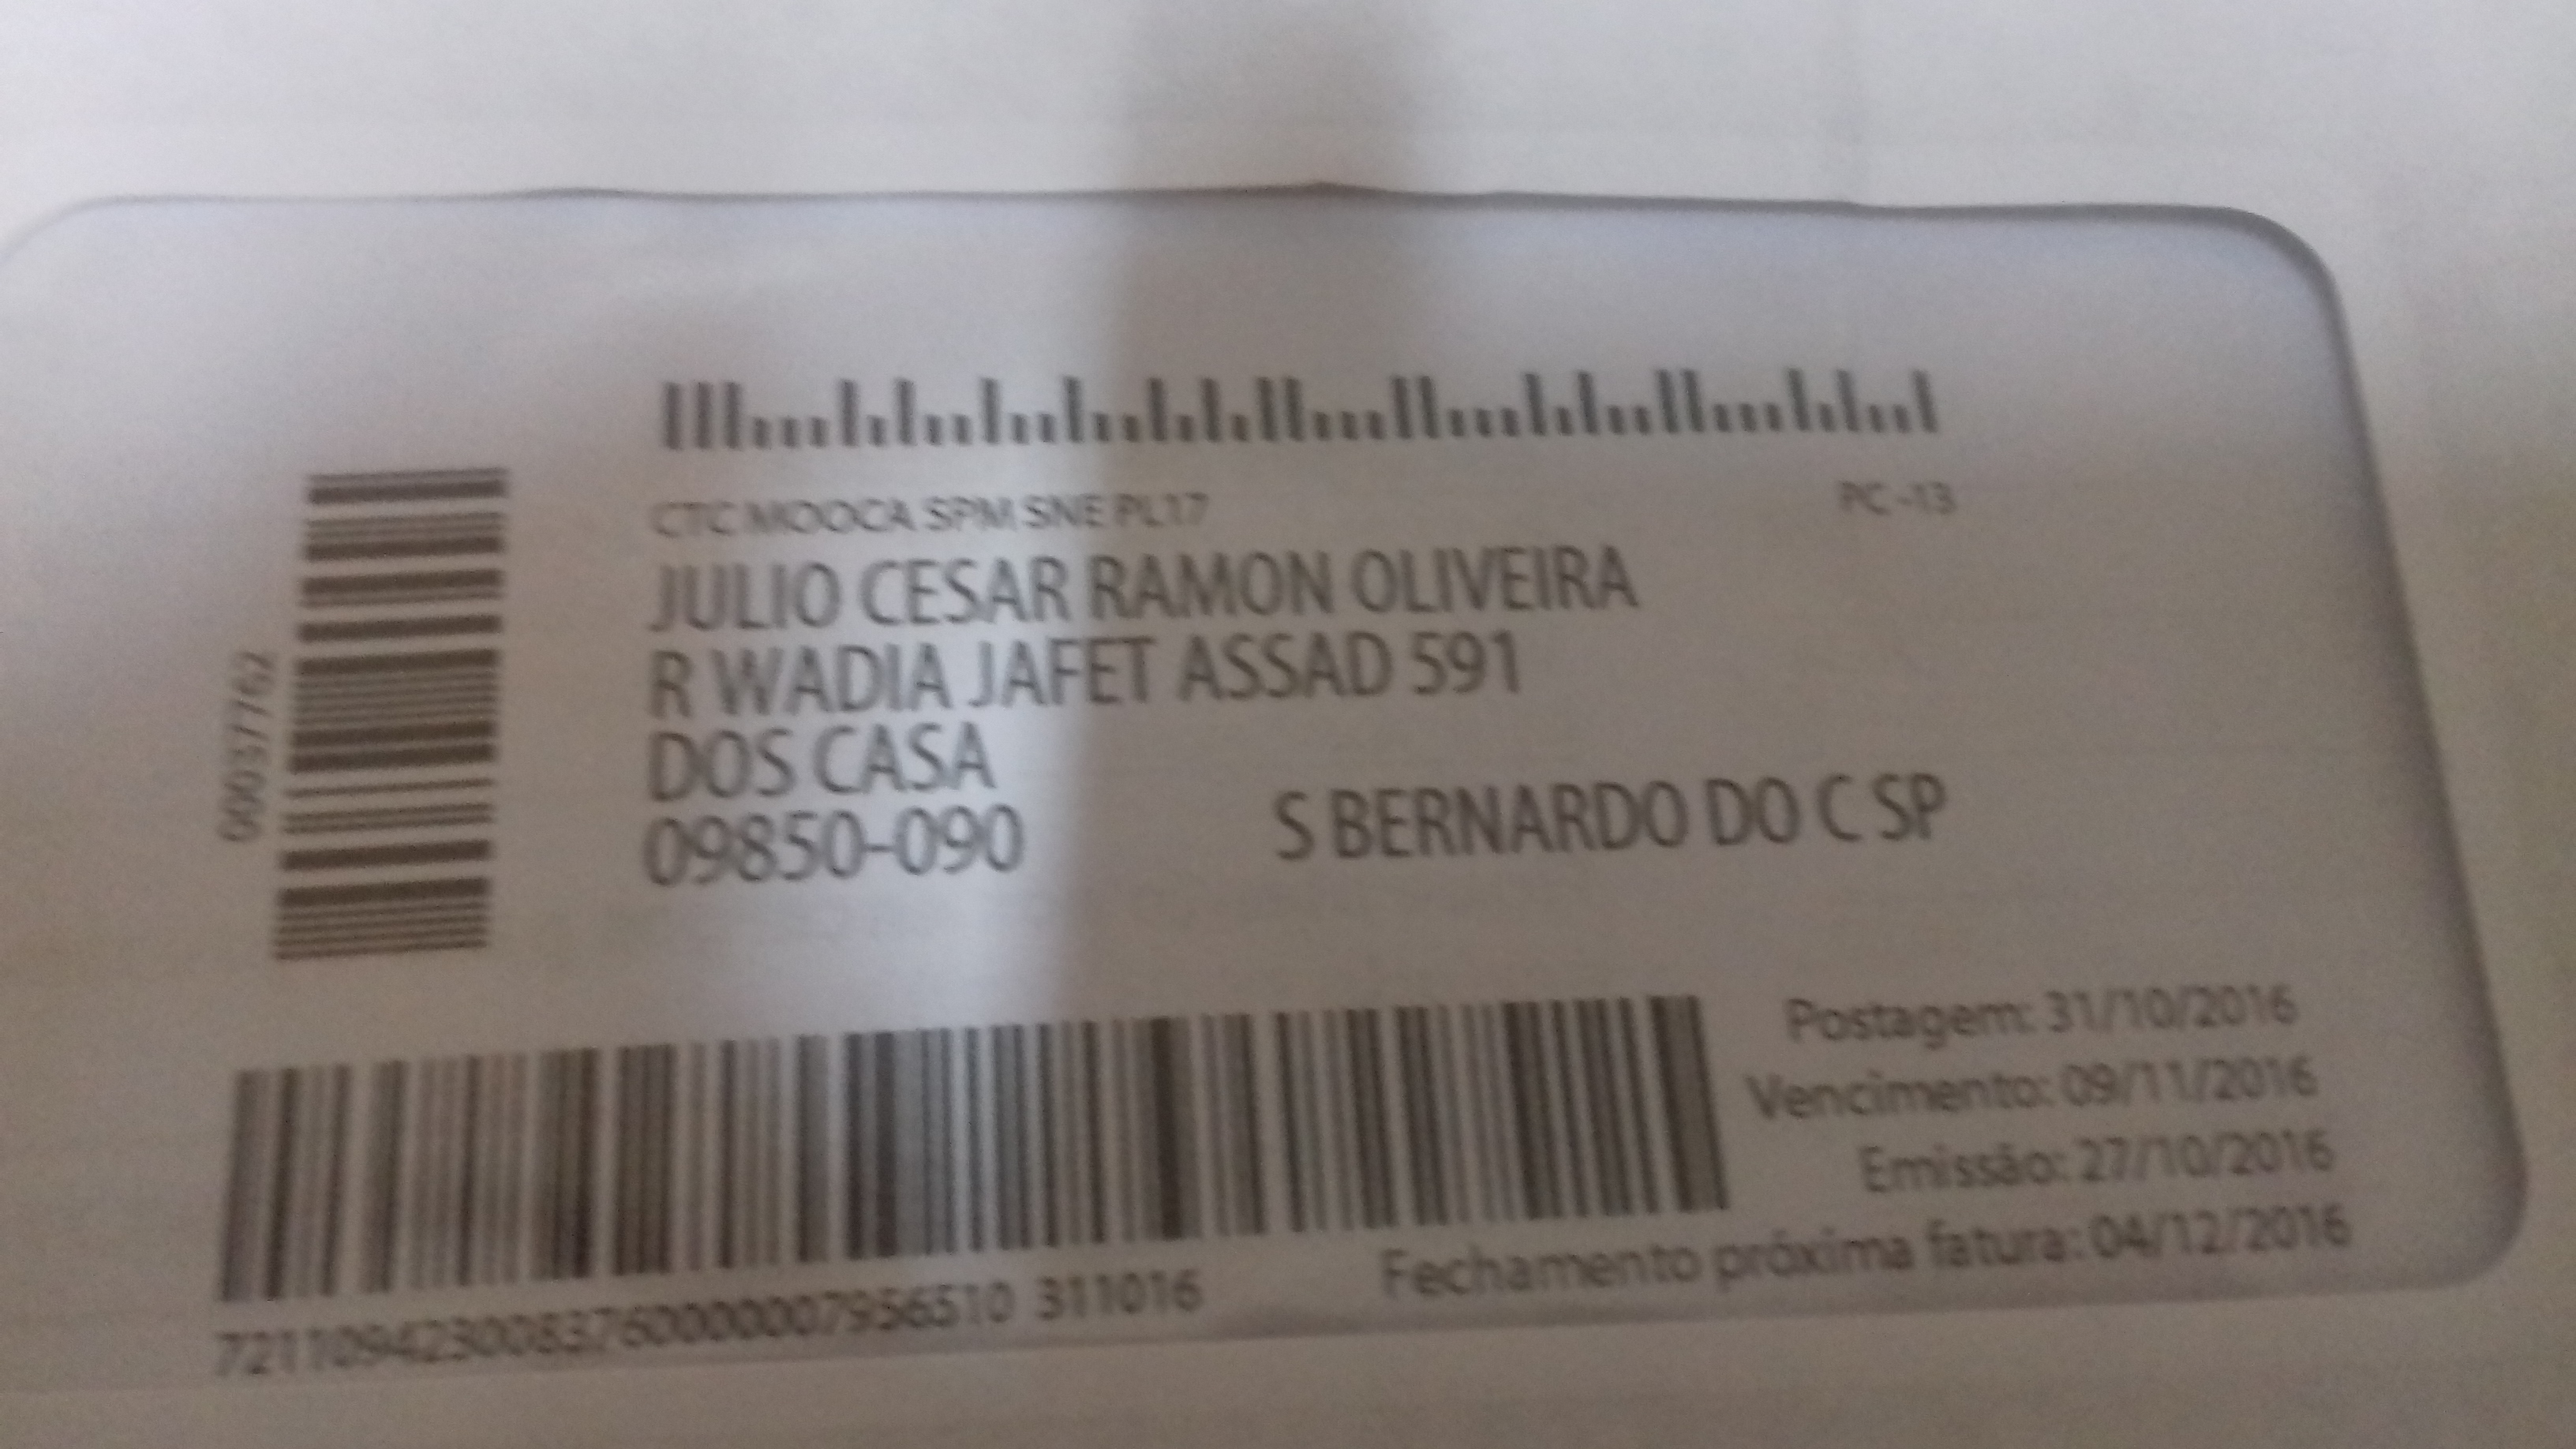 CTC MOOCA SPM SNE PL17 PC -13
JULIO CESAR RAMON OLIVEIRA
R WADIA JAFET ASSAD 591
DOS CASA
09850-090 S BERNARDO DO C SP
000377762
Postagem: 31/10/2016
Vencimento: 09/11/2016
Emissão: 27/10/2016
Fechamento próxima fatura: 04/12/2016
311016